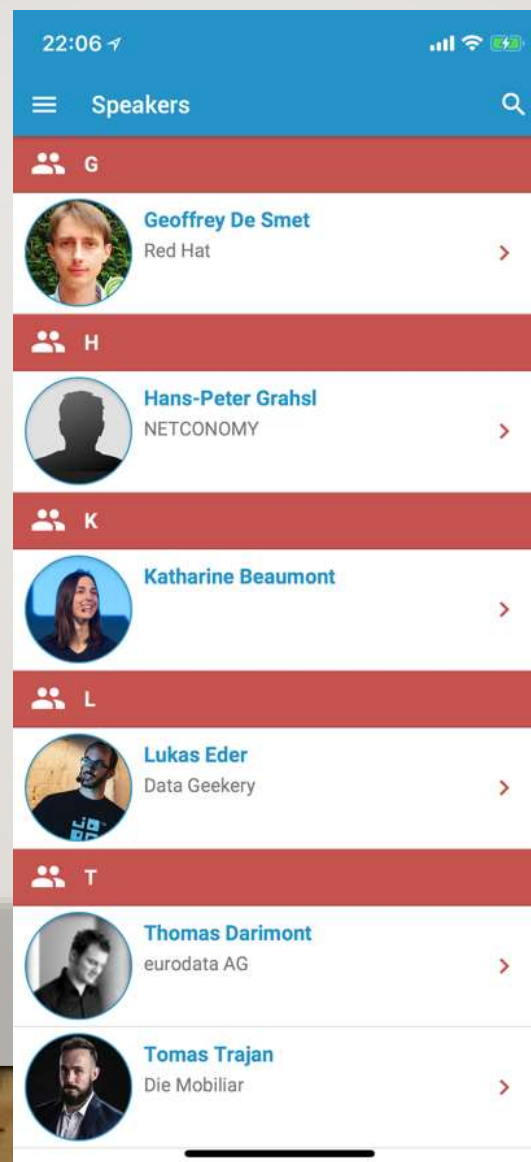 22:06
Speakers
G
Geoffrey De Smet
Red Hat
H
Hans-Peter Grahsl
NETCONOMY
K
Katharine Beaumont
L
Lukas Eder
Data Geekery
T
Thomas Darimont
eurodata AG
Tomas Trajan
Die Mobiliar